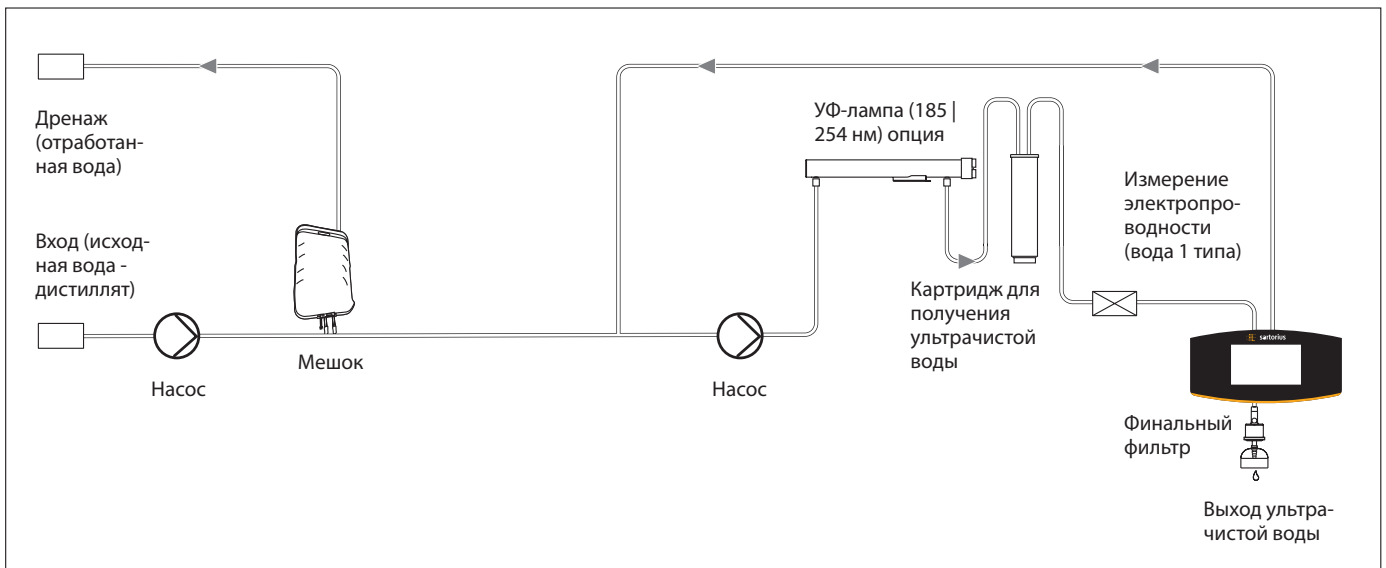 Дренаж
(отработан-
ная вода)
Вход (исход-
ная вода -
дистиллят)
Насос
Мешок
Насос
УФ-лампа (185 |
254 нм) опция
Картридж для
получения
ультрачистой
воды
Измерение
электропро-
водности
(вода 1 типа)
sartorius
Финальный
фильтр
Выход ультра-
чистой воды